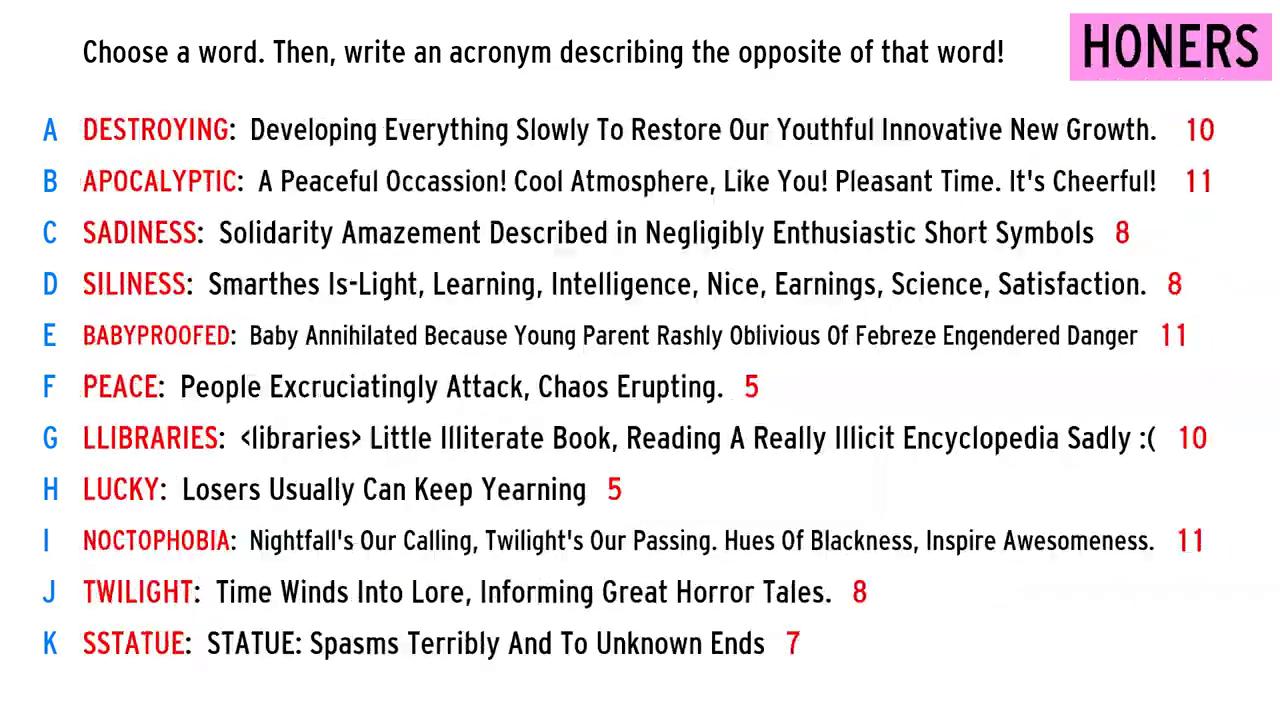 Choose a word. Then, write an acronym describing the opposite of that word!
HONERS
A DESTROYING: Developing Everything Slowly To Restore Our Youthful Innovative New Growth. 10
B APOCALYPTIC: A Peaceful Occassion! Cool Atmosphere, Like You! Pleasant Time. It's Cheerful! 11
C SADINESS: Solidarity Amazement Described in Negligibly Enthusiastic Short Symbols 8
D SILINESS: Smarthes Is-Light, Learning, Intelligence, Nice, Earnings, Science, Satisfaction. 8
E BABYPROOFED: Baby Annihilated Because Young Parent Rashly Oblivious Of Febreze Engendered Danger 11
F PEACE: People Excruciatingly Attack, Chaos Erupting. 5
G LLIBRARIES: <libraries> Little Illiterate Book, Reading A Really Illicit Encyclopedia Sadly :( 10
H LUCKY: Losers Usually Can Keep Yearning 5
I NOCTOPHOBIA: Nightfall's Our Calling, Twilight's Our Passing. Hues Of Blackness, Inspire Awesomeness. 11
J TWILIGHT: Time Winds Into Lore, Informing Great Horror Tales. 8
K SSTATUE: STATUE: Spasms Terribly And To Unknown Ends 7